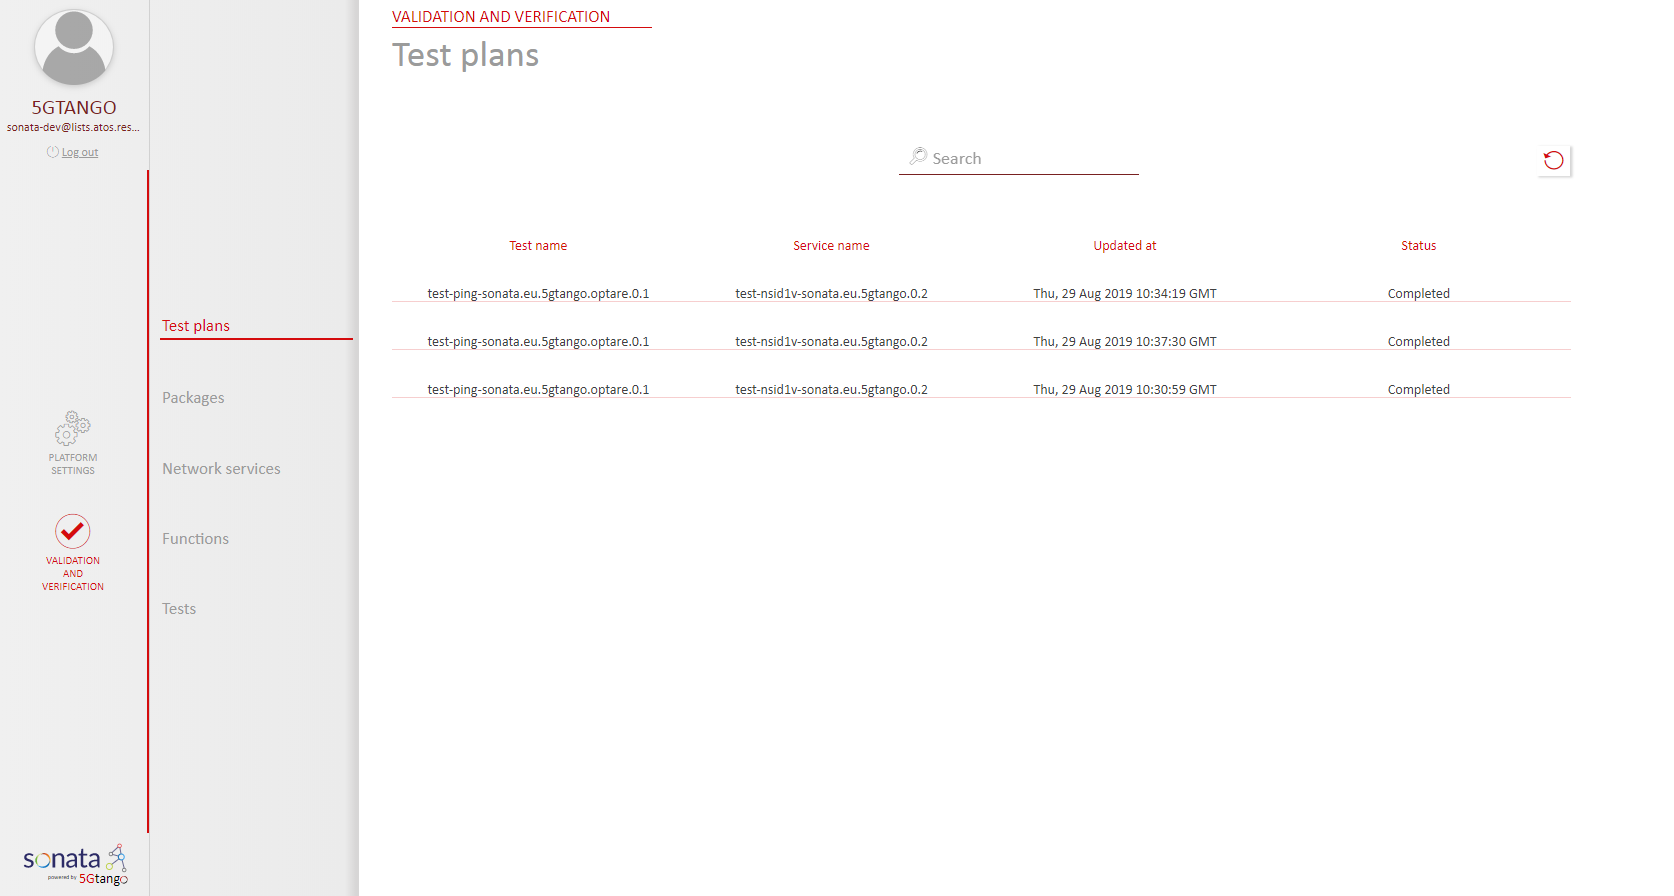 5GTANGO
sonata-dev@lists.atos.res...
Log out
PLATFORM
SETTINGS
VALIDATION
AND
VERIFICATION
sonata
powered by 5Gtango
Test plans
Packages
Network services
Functions
Tests
VALIDATION AND VERIFICATION
Test plans
Search
Test name Service name Updated at Status
test-ping-sonata.eu.5gtango.optare.0.1 test-nsid1v-sonata.eu.5gtango.0.2 Thu, 29 Aug 2019 10:34:19 GMT Completed
test-ping-sonata.eu.5gtango.optare.0.1 test-nsid1v-sonata.eu.5gtango.0.2 Thu, 29 Aug 2019 10:37:30 GMT Completed
test-ping-sonata.eu.5gtango.optare.0.1 test-nsid1v-sonata.eu.5gtango.0.2 Thu, 29 Aug 2019 10:30:59 GMT Completed